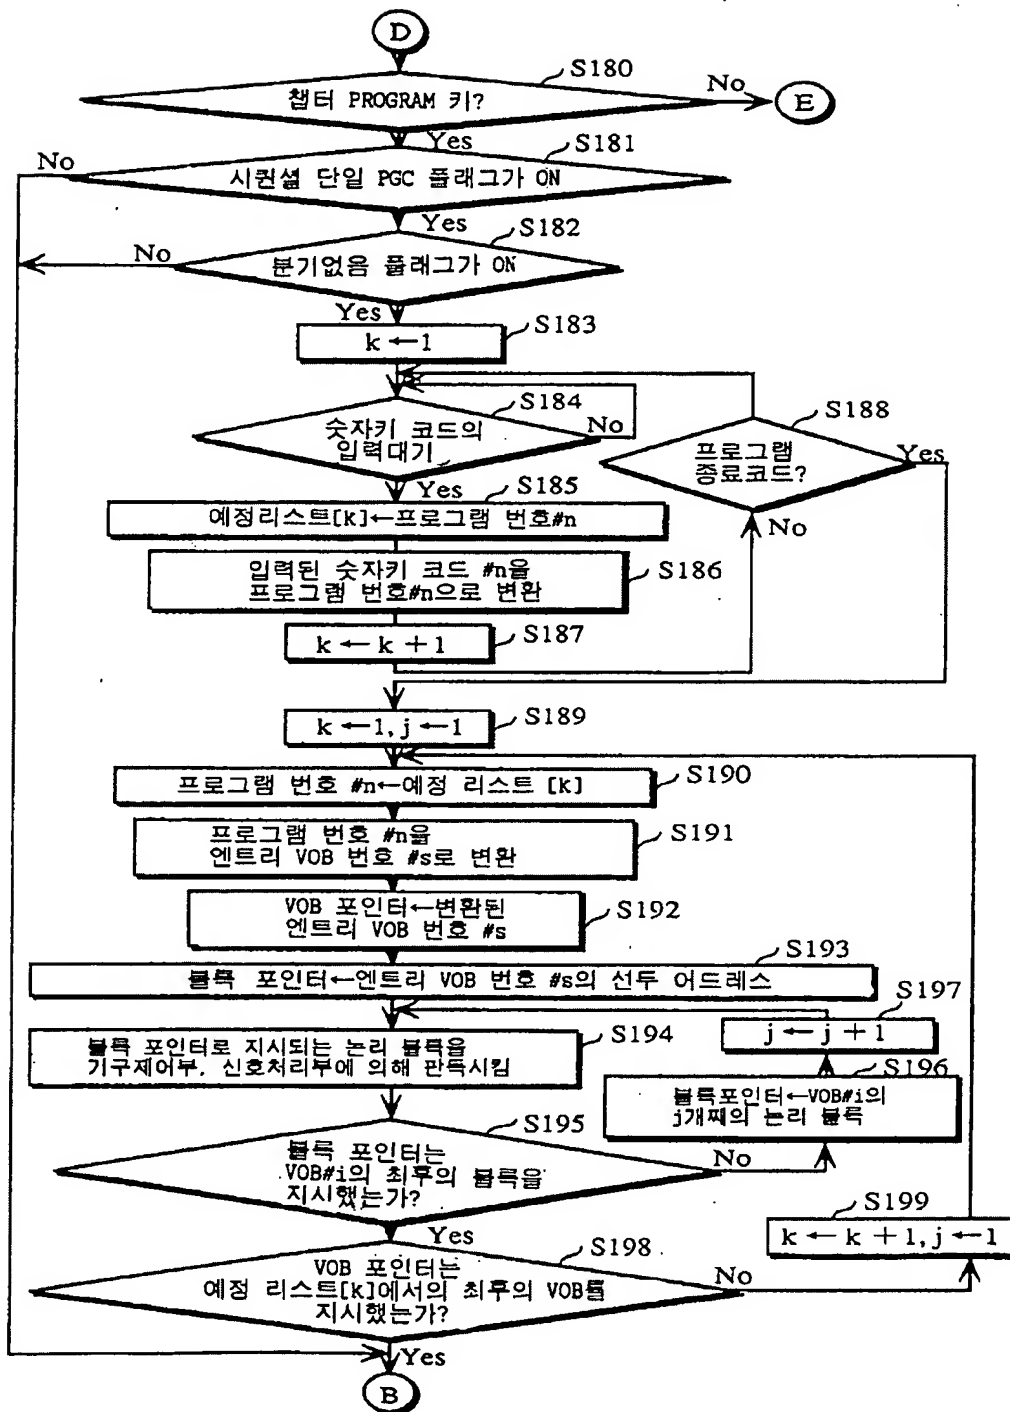 D
S180
챕터 PROGRAM 키?
No
E
Yes
S181
No
시퀀셜 단일 PGC 플래그가 ON
Yes
S182
No
분기없음 플래그가 ON
Yes
S183
k ← 1
S184
숫자키 코드의
입력대기
No
S188
프로그램
종료코드?
Yes
No
Yes
S185
예정리스트[k]←프로그램 번호#n
S186
입력된 숫자키 코드 #n을
프로그램 번호#n으로 변환
S187
k ← k + 1
S189
k ← 1, j ← 1
S190
프로그램 번호 #n←예정 리스트 [k]
S191
프로그램 번호 #n을
엔트리 VOB 번호 #s로 변환
S192
VOB 포인터←변환된
엔트리 VOB 번호 #s
S193
블록 포인터←엔트리 VOB 번호 #s의 선두 어드레스
S197
j ← j + 1
S194
블록 포인터로 지시되는 논리 블록을
기구제어부, 신호처리부에 의해 판독시킴
S196
블록포인터←VOB#i의
j개째의 논리 블록
S195
블록 포인터는
VOB#i의 최후의 블록을
지시했는가?
No
Yes
S199
k ← k + 1, j ← 1
S198
VOB 포인터는
예정 리스트[k]에서의 최후의 VOB를
지시했는가?
No
Yes
B